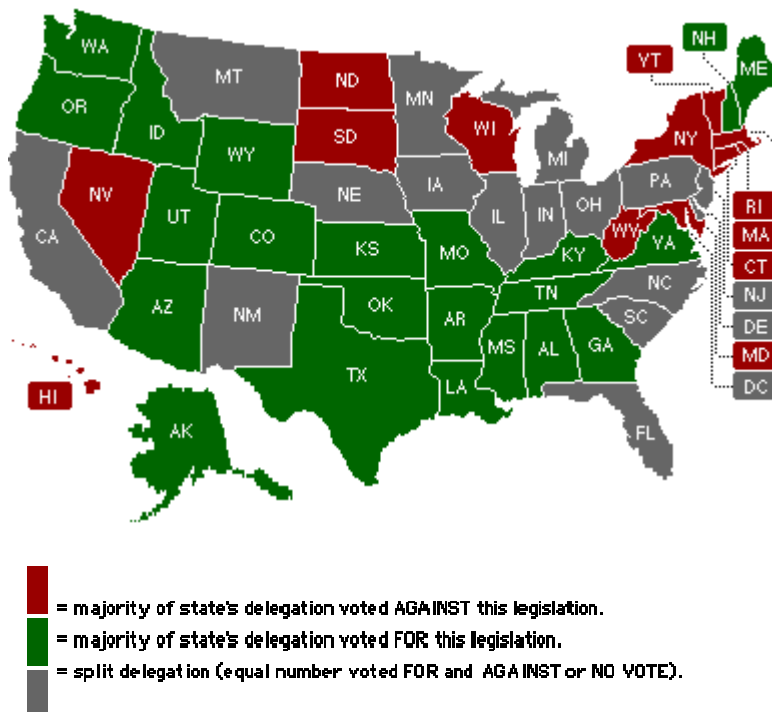 WA
NH
VT
ME
MT
ND
MN
OR
ID
WI
NY
SD
WY
MI
PA
NE
IA
NV
RI
OH
IN
IL
UT
MA
CA
CO
WV
VA
KS
MO
KY
CT
NC
NJ
TN
AZ
OK
NM
AR
SC
DE
MS
AL
GA
MD
TX
LA
DC
HI
AK
FL
= majority of state's delegation voted AGAINST this legislation.
= majority of state's delegation voted FOR this legislation.
= split delegation (equal number voted FOR and AGAINST or NO VOTE).